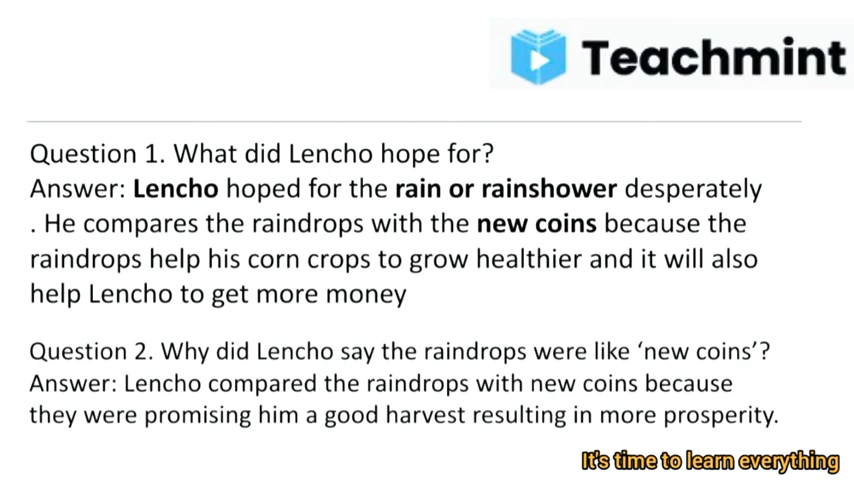 Teachmint
Question 1. What did Lencho hope for?
Answer: Lencho hoped for the rain or rainshower desperately
. He compares the raindrops with the new coins because the
raindrops help his corn crops to grow healthier and it will also
help Lencho to get more money
Question 2. Why did Lencho say the raindrops were like ‘new coins’?
Answer: Lencho compared the raindrops with new coins because
they were promising him a good harvest resulting in more prosperity.
It's time to learn everything